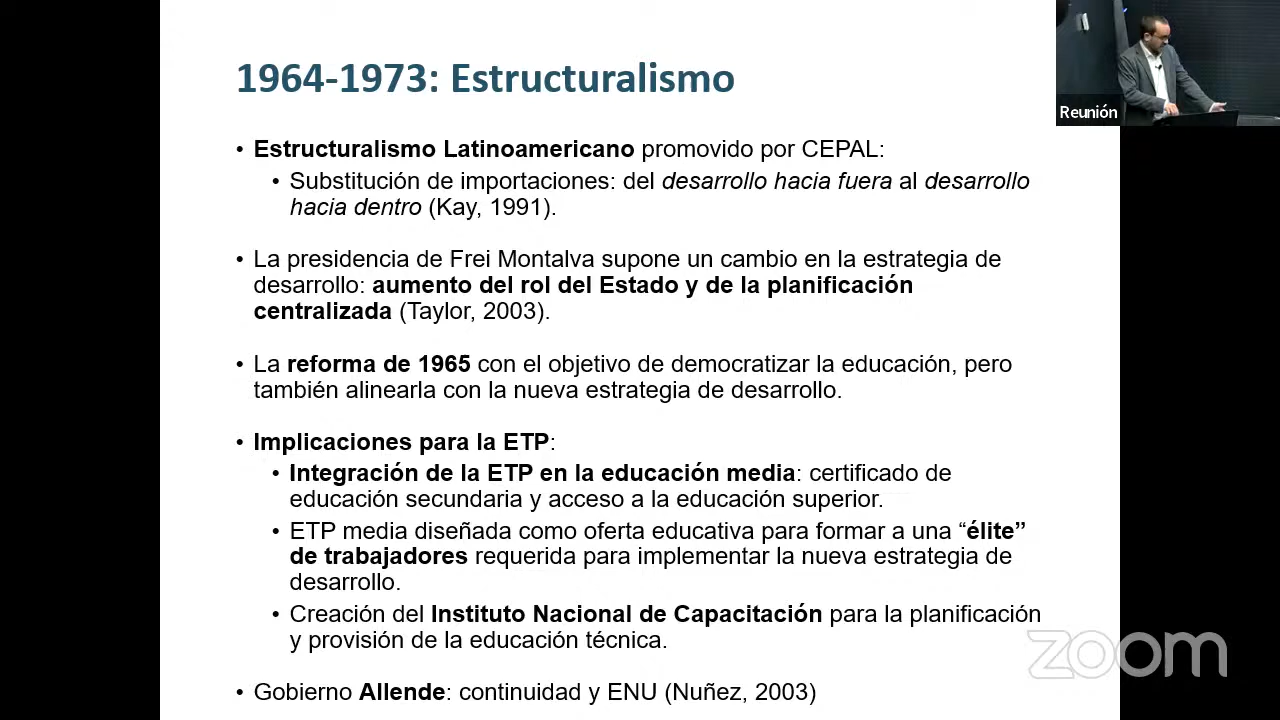 1964-1973: Estructuralismo
• Estructuralismo Latinoamericano promovido por CEPAL:
• Substitución de importaciones: del desarrollo hacia fuera al desarrollo
hacia dentro (Kay, 1991).
• La presidencia de Frei Montalva supone un cambio en la estrategia de
desarrollo: aumento del rol del Estado y de la planificación
centralizada (Taylor, 2003).
• La reforma de 1965 con el objetivo de democratizar la educación, pero
también alinearla con la nueva estrategia de desarrollo.
• Implicaciones para la ETP:
• Integración de la ETP en la educación media: certificado de
educación secundaria y acceso a la educación superior.
• ETP media diseñada como oferta educativa para formar a una “élite”
de trabajadores requerida para implementar la nueva estrategia de
desarrollo.
• Creación del Instituto Nacional de Capacitación para la planificación
y provisión de la educación técnica.
• Gobierno Allende: continuidad y ENU (Nuñez, 2003)
Reunión
zoom